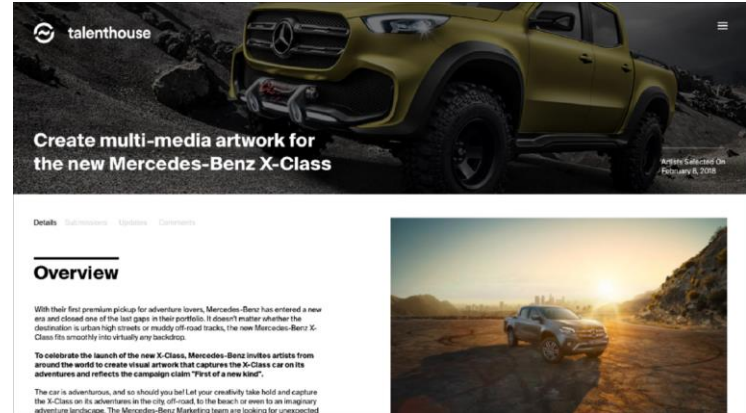 talenthouse
Create multi-media artwork for
the new Mercedes-Benz X-Class
Artists Selected On
February 8, 2018
Details Submissions Updates Comments
Overview
With their first premium pickup for adventure lovers, Mercedes-Benz has entered a new
era and closed one of the last gaps in their portfolio. It doesn't matter whether the
destination is urban high streets or muddy off-road tracks, the new Mercedes-Benz X-
Class fits smoothly into virtually any backdrop.
To celebrate the launch of the new X-Class, Mercedes-Benz invites artists from
around the world to create visual artwork that captures the X-Class car on its
adventures and reflects the campaign claim "First of a new kind".
The car is adventurous, and so should you be! Let your creativity take hold and capture
the X-Class on its adventures in the city, off-road, to the beach or even to an imaginary
adventure landscape. The Mercedes-Benz Marketing team are looking for unexpected